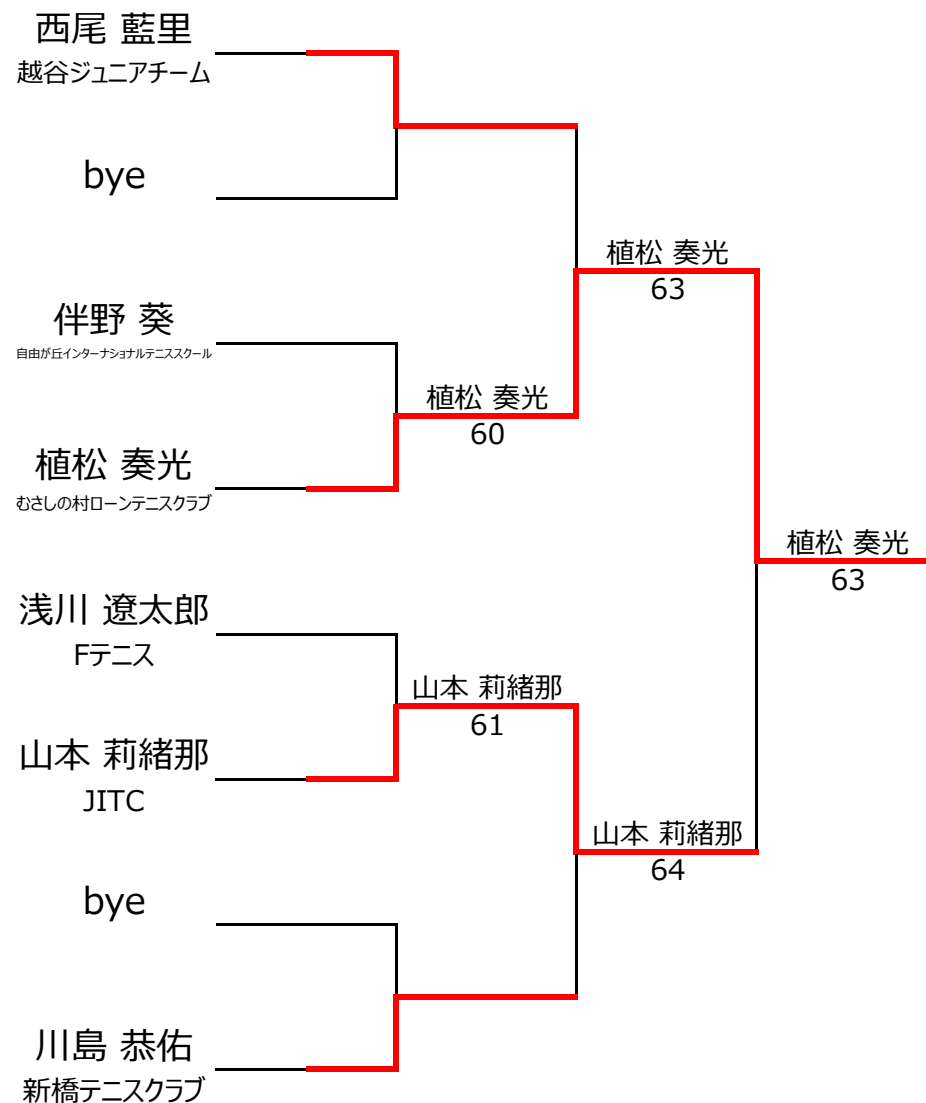 西尾 藍里
越谷ジュニアチーム
bye
植松 奏光
63
伴野 葵
自由が丘インターナショナルテニススクール
植松 奏光
60
植松 奏光
むさしの村ローンテニスクラブ
植松 奏光
63
浅川 遼太郎
Fテニス
山本 莉緒那
61
山本 莉緒那
JITC
山本 莉緒那
64
bye
川島 恭佑
新橋テニスクラブ